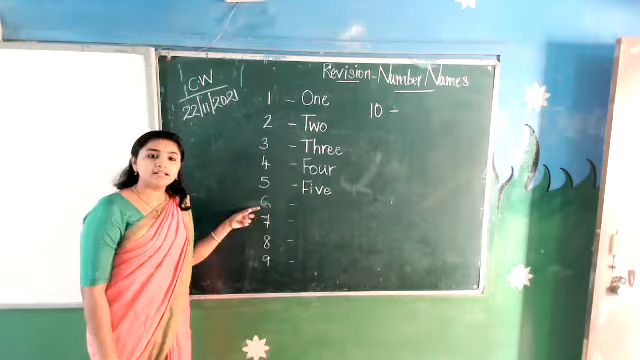 C.W
22/11/2021
Revision - Number Names
1 - One
2 - Two
3 - Three
4 - Four
5 - Five
6 -
7 -
8 -
9 -
10 -